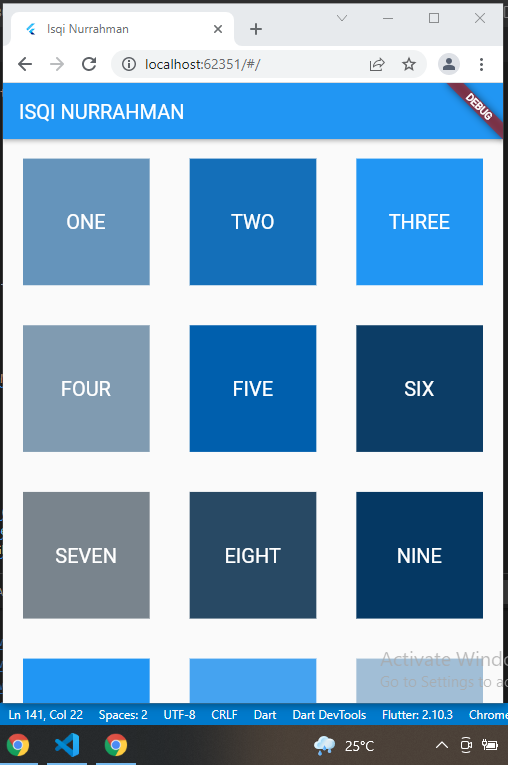 Isqi Nurrahman
localhost:62351/#/
ISQI NURRAHMAN
DEBUG
ONE
TWO
THREE
FOUR
FIVE
SIX
SEVEN
EIGHT
NINE
Activate Windo
Go to Settings to ac
Ln 141, Col 22 Spaces: 2 UTF-8 CRLF Dart Dart DevTools Flutter: 2.10.3 Chrome
25°C